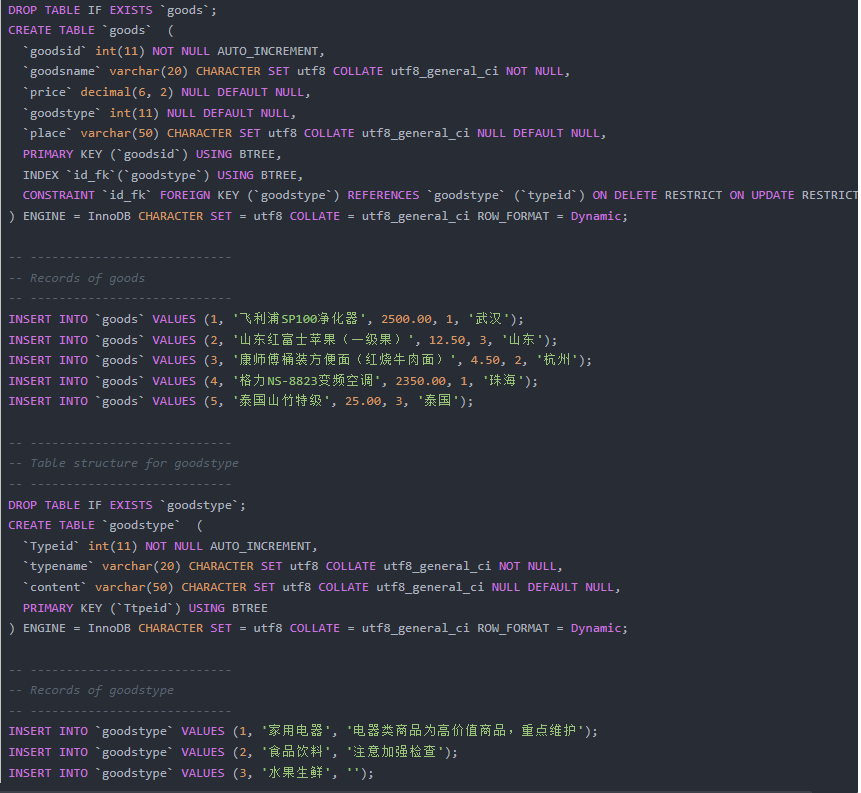 DROP TABLE IF EXISTS `goods`;
CREATE TABLE `goods`  (
  `goodsid` int(11) NOT NULL AUTO_INCREMENT,
  `goodsname` varchar(20) CHARACTER SET utf8 COLLATE utf8_general_ci NOT NULL,
  `price` decimal(6, 2) NULL DEFAULT NULL,
  `goodstype` int(11) NULL DEFAULT NULL,
  `place` varchar(50) CHARACTER SET utf8 COLLATE utf8_general_ci NULL DEFAULT NULL,
  PRIMARY KEY (`goodsid`) USING BTREE,
  INDEX `id_fk`(`goodstype`) USING BTREE,
  CONSTRAINT `id_fk` FOREIGN KEY (`goodstype`) REFERENCES `goodstype` (`typeid`) ON DELETE RESTRICT ON UPDATE RESTRICT
) ENGINE = InnoDB CHARACTER SET = utf8 COLLATE = utf8_general_ci ROW_FORMAT = Dynamic;
-- ----------------------------
-- Records of goods
-- ----------------------------
INSERT INTO `goods` VALUES (1, '飞利浦SP100净化器', 2500.00, 1, '武汉');
INSERT INTO `goods` VALUES (2, '山东红富士苹果（一级果）', 12.50, 3, '山东');
INSERT INTO `goods` VALUES (3, '康师傅桶装方便面（红烧牛肉面）', 4.50, 2, '杭州');
INSERT INTO `goods` VALUES (4, '格力NS-8823变频空调', 2350.00, 1, '珠海');
INSERT INTO `goods` VALUES (5, '泰国山竹特级', 25.00, 3, '泰国');
-- ----------------------------
-- Table structure for goodstype
-- ----------------------------
DROP TABLE IF EXISTS `goodstype`;
CREATE TABLE `goodstype`  (
  `Typeid` int(11) NOT NULL AUTO_INCREMENT,
  `typename` varchar(20) CHARACTER SET utf8 COLLATE utf8_general_ci NOT NULL,
  `content` varchar(50) CHARACTER SET utf8 COLLATE utf8_general_ci NULL DEFAULT NULL,
  PRIMARY KEY (`Ttpeid`) USING BTREE
) ENGINE = InnoDB CHARACTER SET = utf8 COLLATE = utf8_general_ci ROW_FORMAT = Dynamic;
-- ----------------------------
-- Records of goodstype
-- ----------------------------
INSERT INTO `goodstype` VALUES (1, '家用电器', '电器类商品为高价值商品，重点维护');
INSERT INTO `goodstype` VALUES (2, '食品饮料', '注意加强检查');
INSERT INTO `goodstype` VALUES (3, '水果生鲜', '');